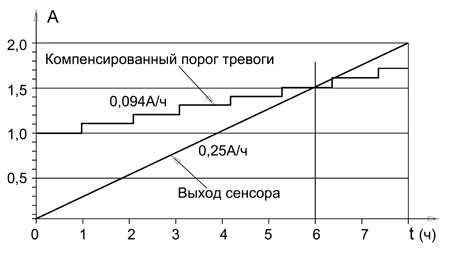 A
2,0
Компенсированный порог тревоги
1,5
0,094А/ч
1,0
0,25А/ч
0,5
Выход сенсора
0 1 2 3 4 5 6 7 t (ч)